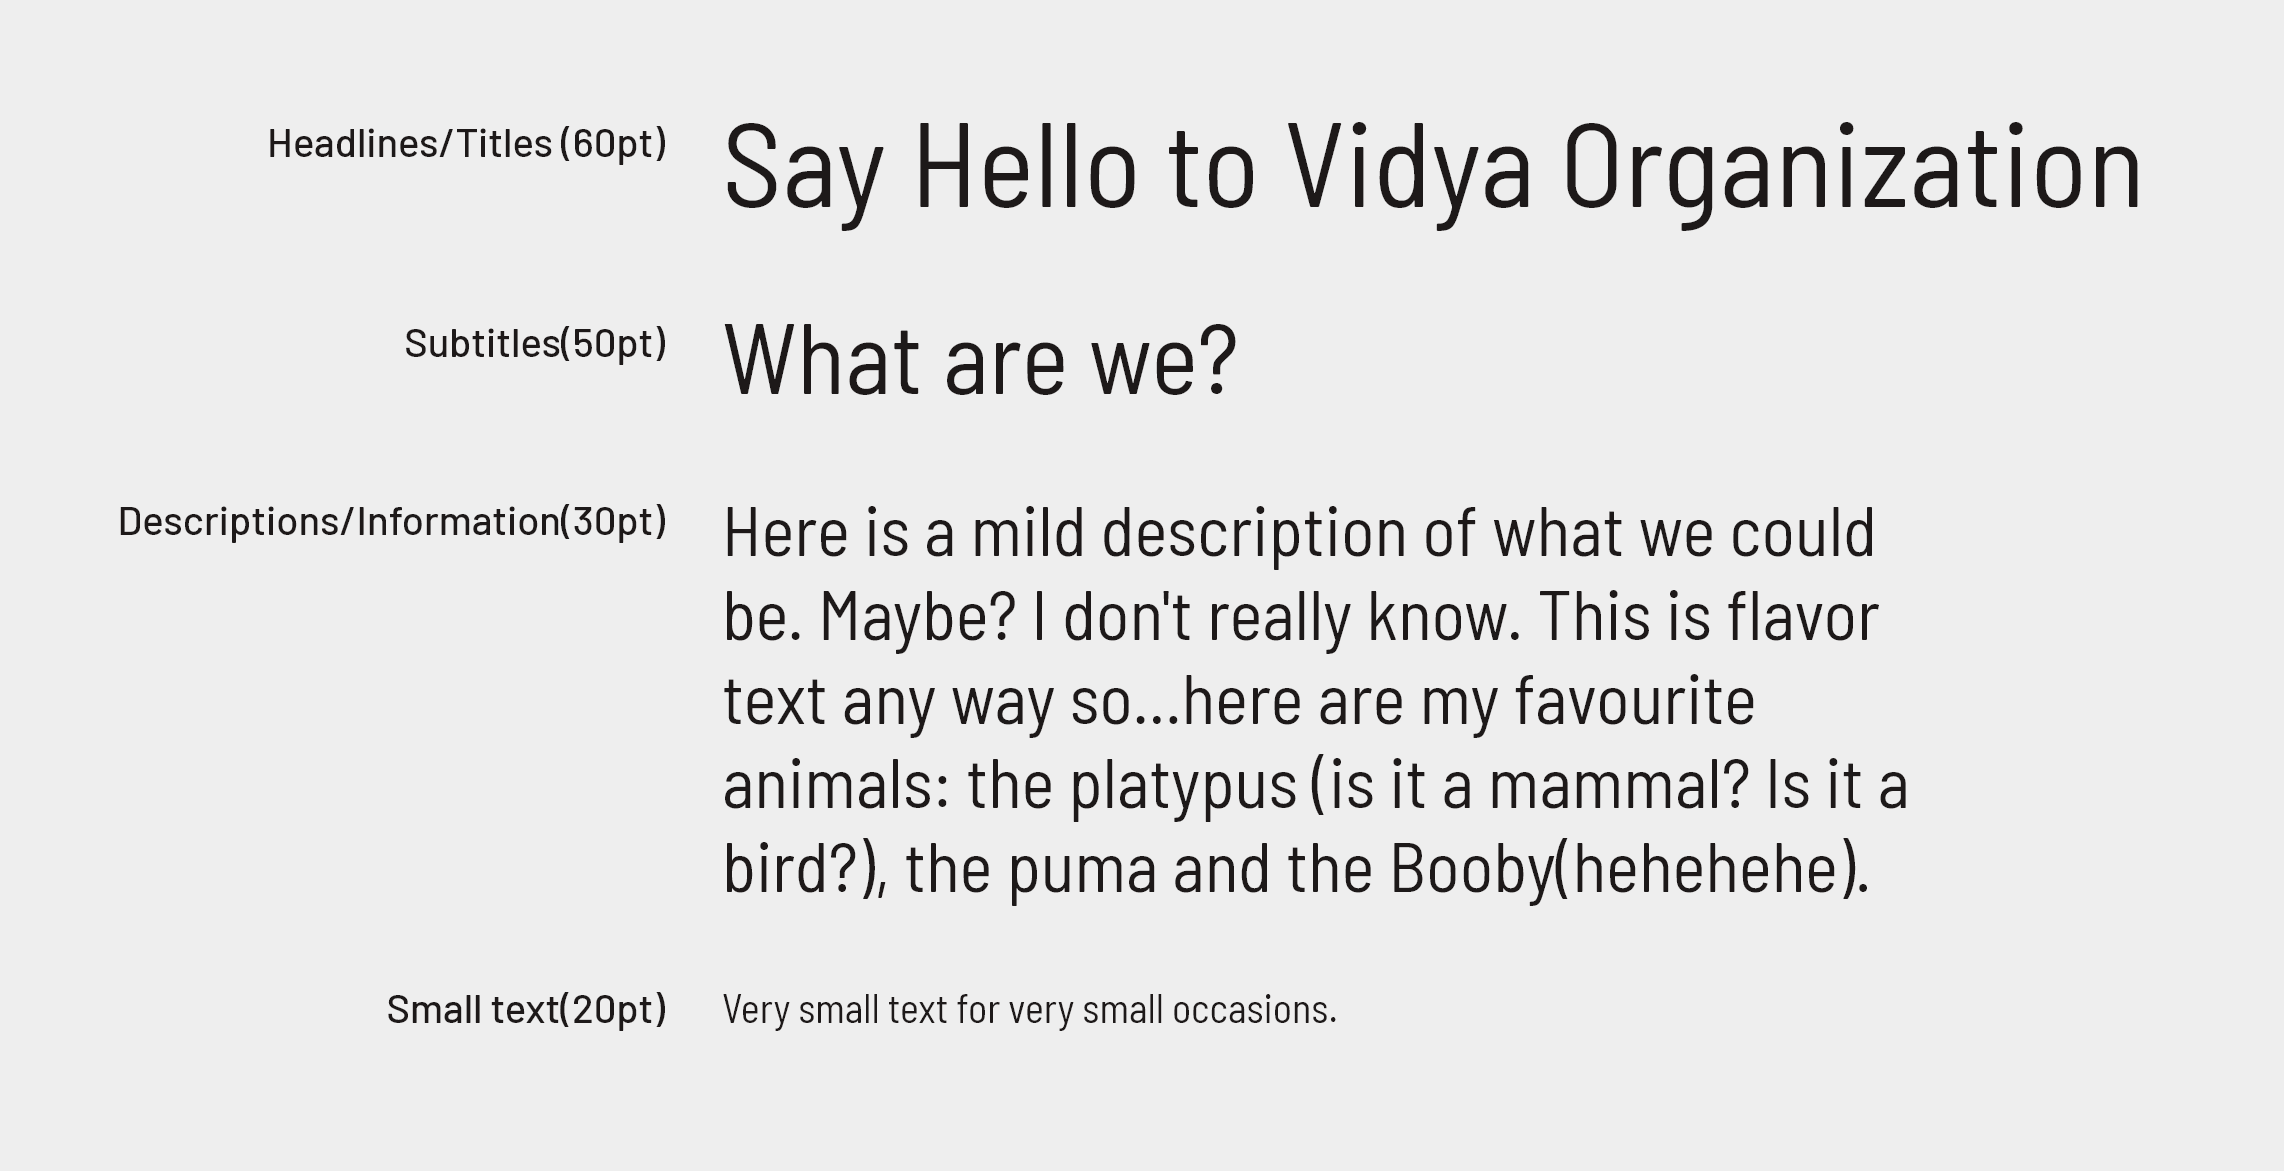 Headlines/Titles (60pt) Say Hello to Vidya Organization
Subtitles(50pt) What are we?
Descriptions/Information(30pt) Here is a mild description of what we could
be. Maybe? I don't really know. This is flavor
text any way so...here are my favourite
animals: the platypus (is it a mammal? Is it a
bird?), the puma and the Booby(hehehehe).
Small text(20pt) Very small text for very small occasions.